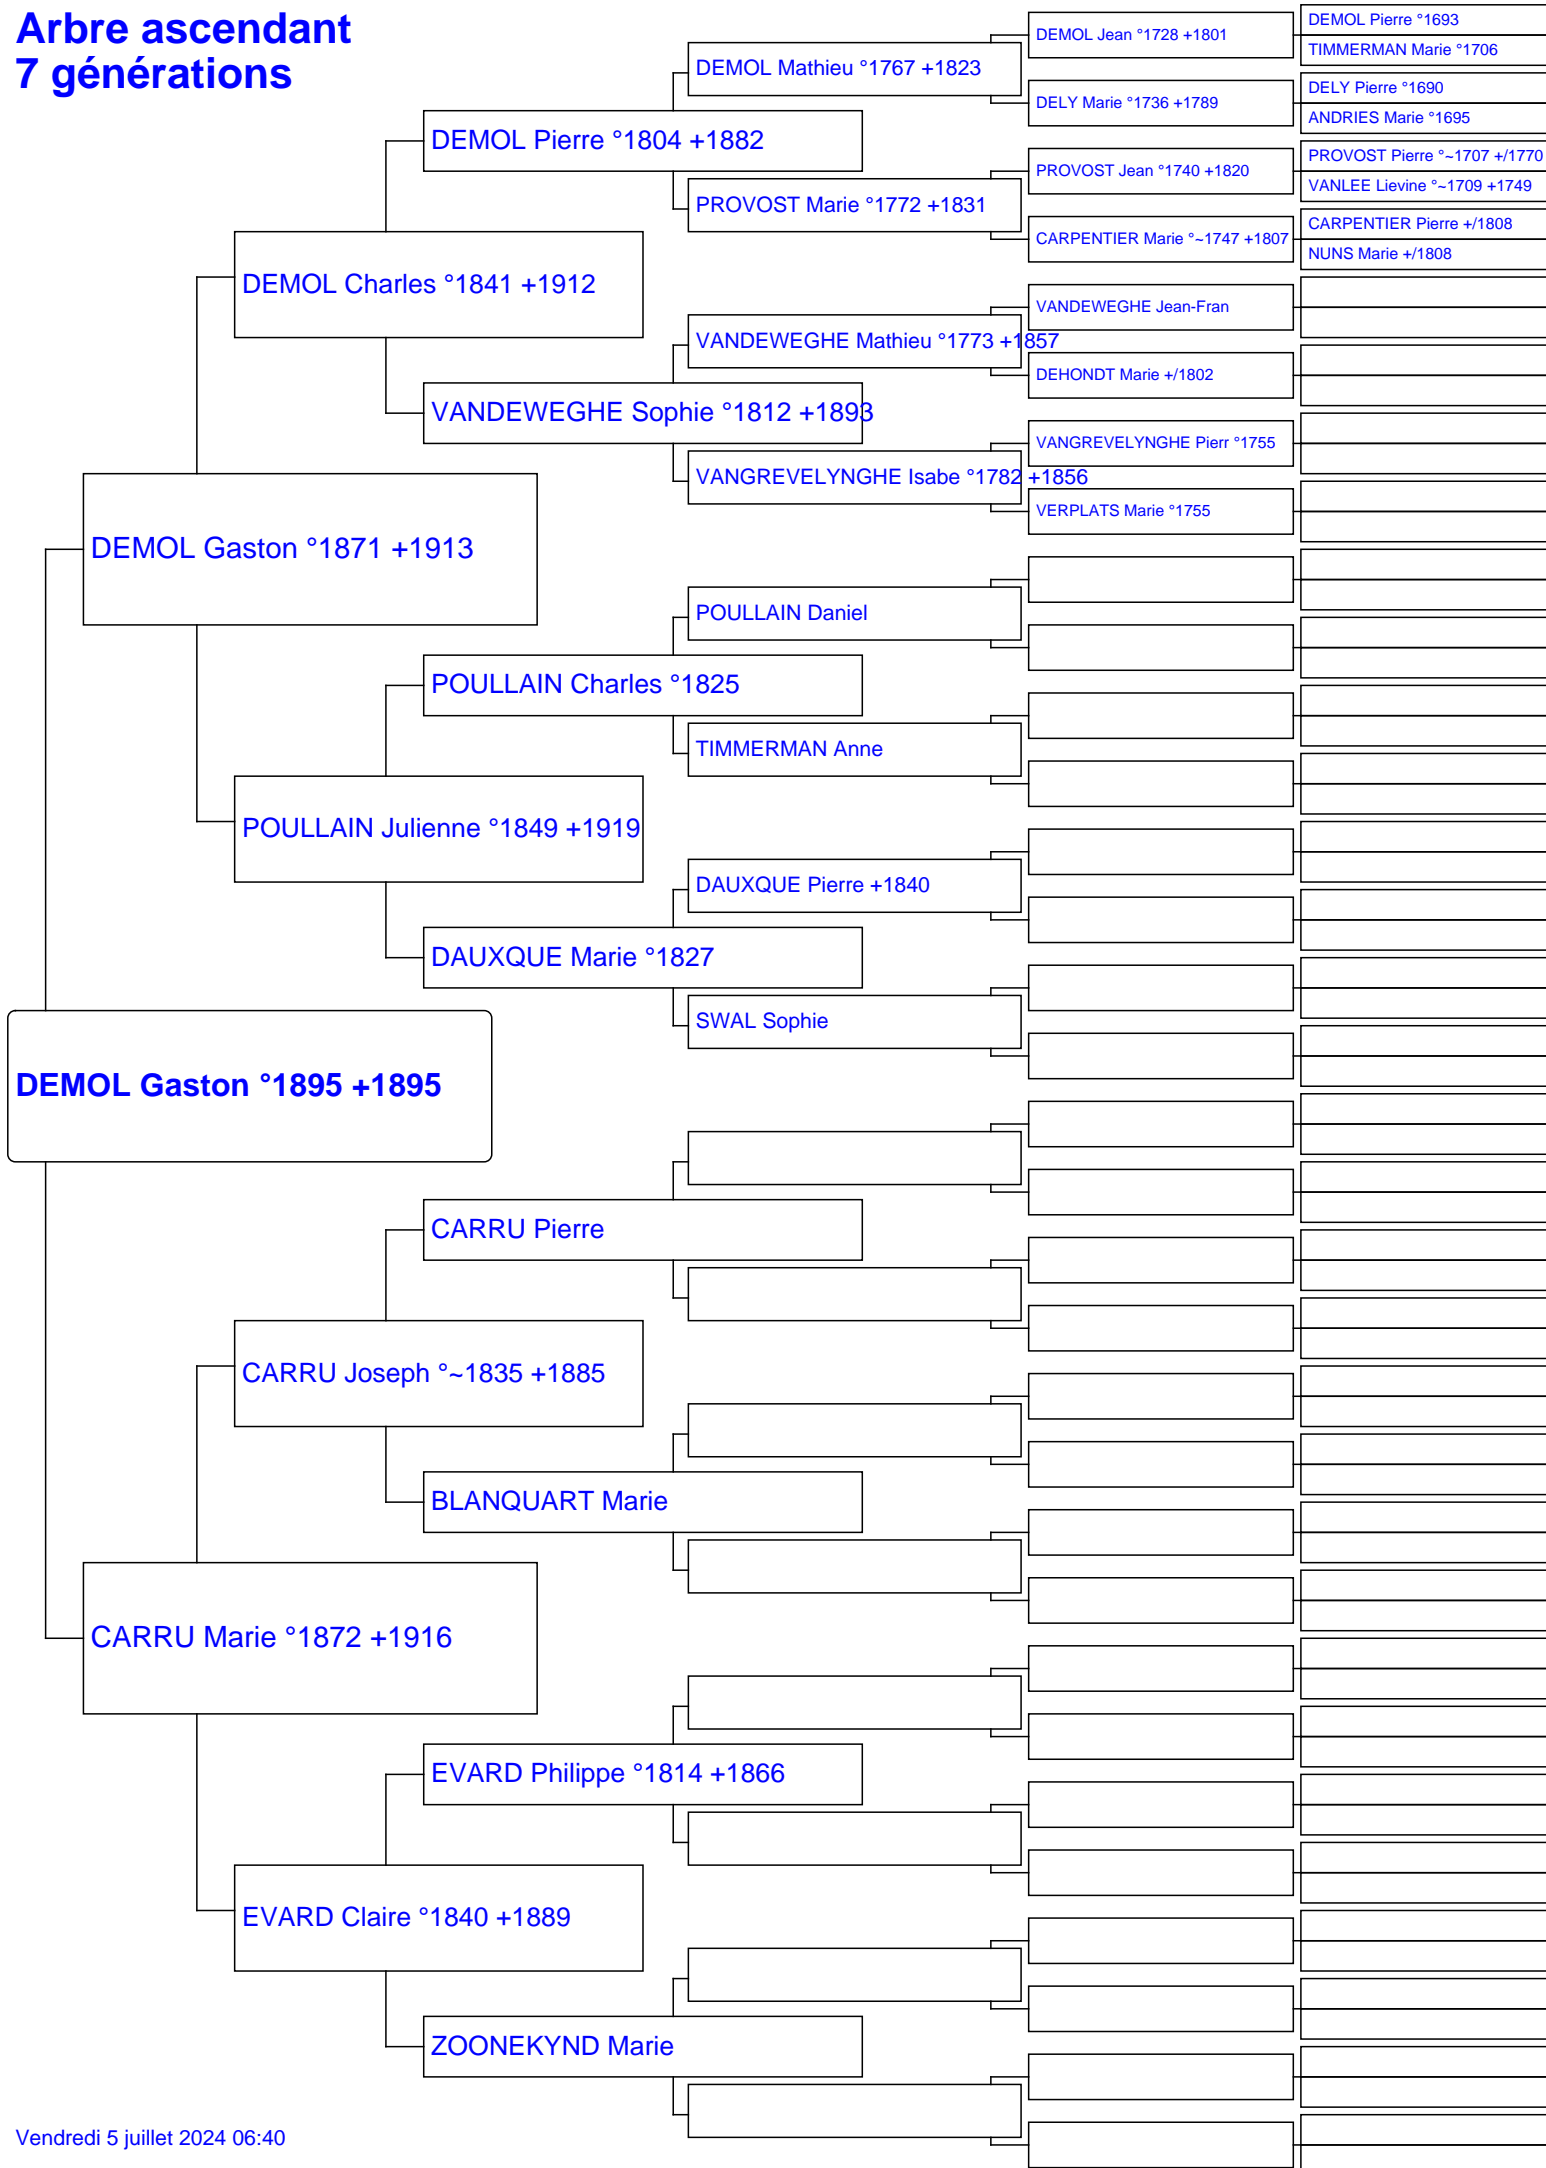 Arbre ascendant
7 générations
DEMOL Gaston °1895 +1895
DEMOL Gaston °1871 +1913
CARRU Marie °1872 +1916
DEMOL Charles °1841 +1912
POULLAIN Julienne °1849 +1919
CARRU Joseph °~1835 +1885
EVARD Claire °1840 +1889
DEMOL Pierre °1804 +1882
VANDEWEGHE Sophie °1812 +1893
POULLAIN Charles °1825
DAUXQUE Marie °1827
CARRU Pierre
BLANQUART Marie
EVARD Philippe °1814 +1866
ZOONEKYND Marie
DEMOL Mathieu °1767 +1823
PROVOST Marie °1772 +1831
VANDEWEGHE Mathieu °1773 +1857
VANGREVELYNGHE Isabe °1782 +1856
POULLAIN Daniel
TIMMERMAN Anne
DAUXQUE Pierre +1840
SWAL Sophie
DEMOL Jean °1728 +1801
DELY Marie °1736 +1789
PROVOST Jean °1740 +1820
CARPENTIER Marie °~1747 +1807
VANDEWEGHE Jean-Fran
DEHONDT Marie +/1802
VANGREVELYNGHE Pierr °1755
VERPLATS Marie °1755
DEMOL Pierre °1693
TIMMERMAN Marie °1706
DELY Pierre °1690
ANDRIES Marie °1695
PROVOST Pierre °~1707 +/1770
VANLEE Lievine °~1709 +1749
CARPENTIER Pierre +/1808
NUNS Marie +/1808
Vendredi 5 juillet 2024 06:40